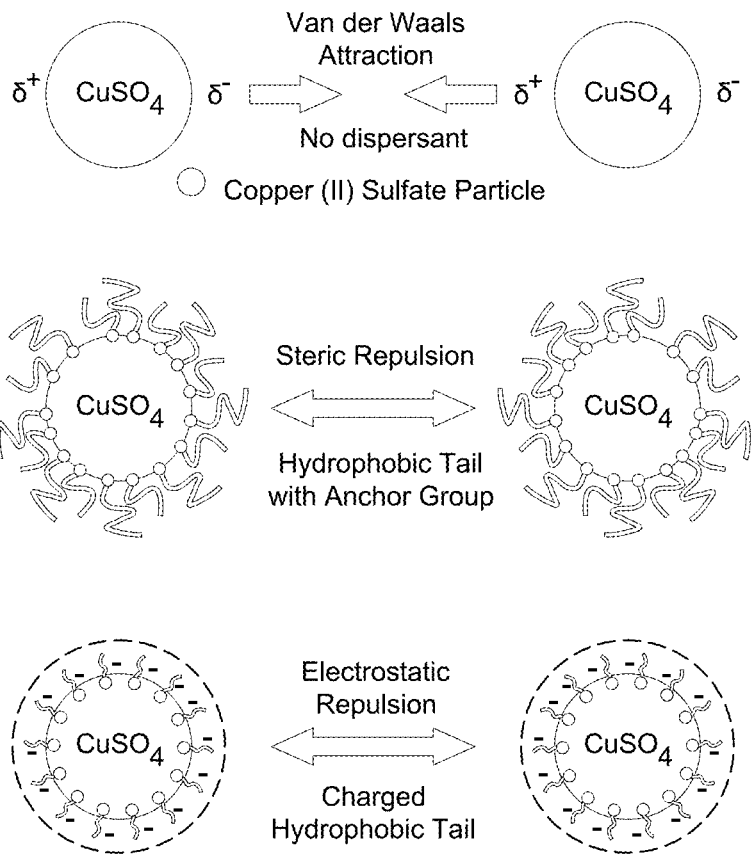 Van der Waals
Attraction
δ+ CuSO4 δ- δ+ CuSO4 δ-
No dispersant
Copper (II) Sulfate Particle
Steric Repulsion
CuSO4 CuSO4
Hydrophobic Tail
with Anchor Group
Electrostatic
Repulsion
- - - - - - - - - - - -
CuSO4 CuSO4
Charged
Hydrophobic Tail